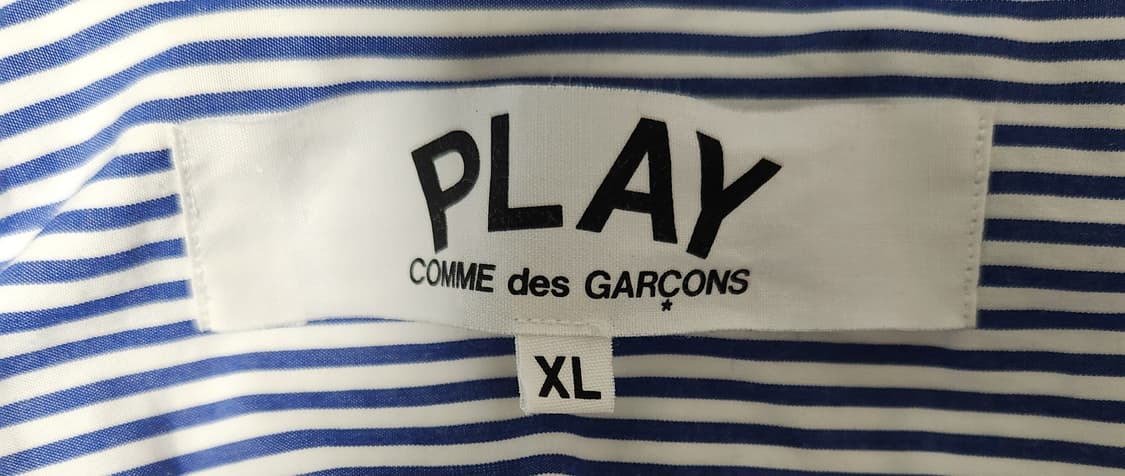 PLAY
COMME des GARÇONS
XL